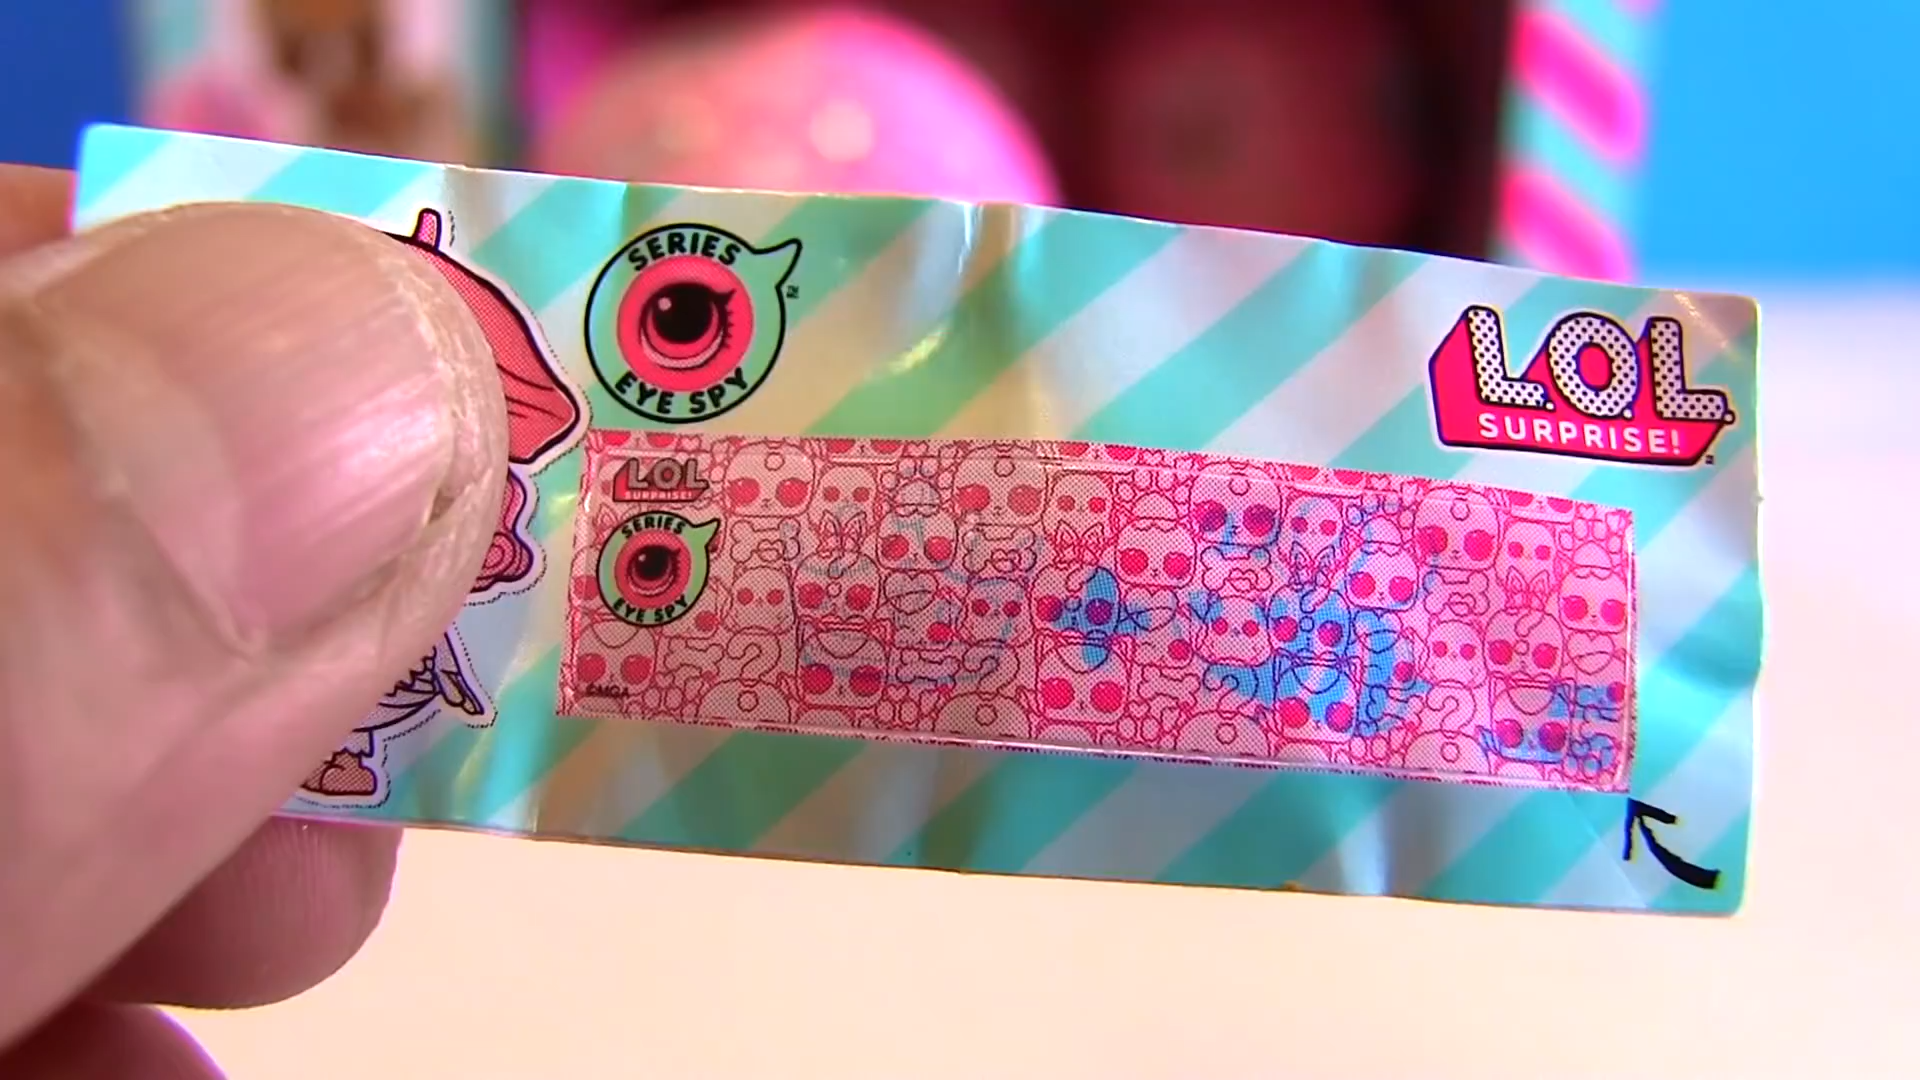 SERIES
EYE SPY
L.O.L.
SURPRISE!
L.O.L
SURPRISE!
SERIES
EYE SPY
©MGA